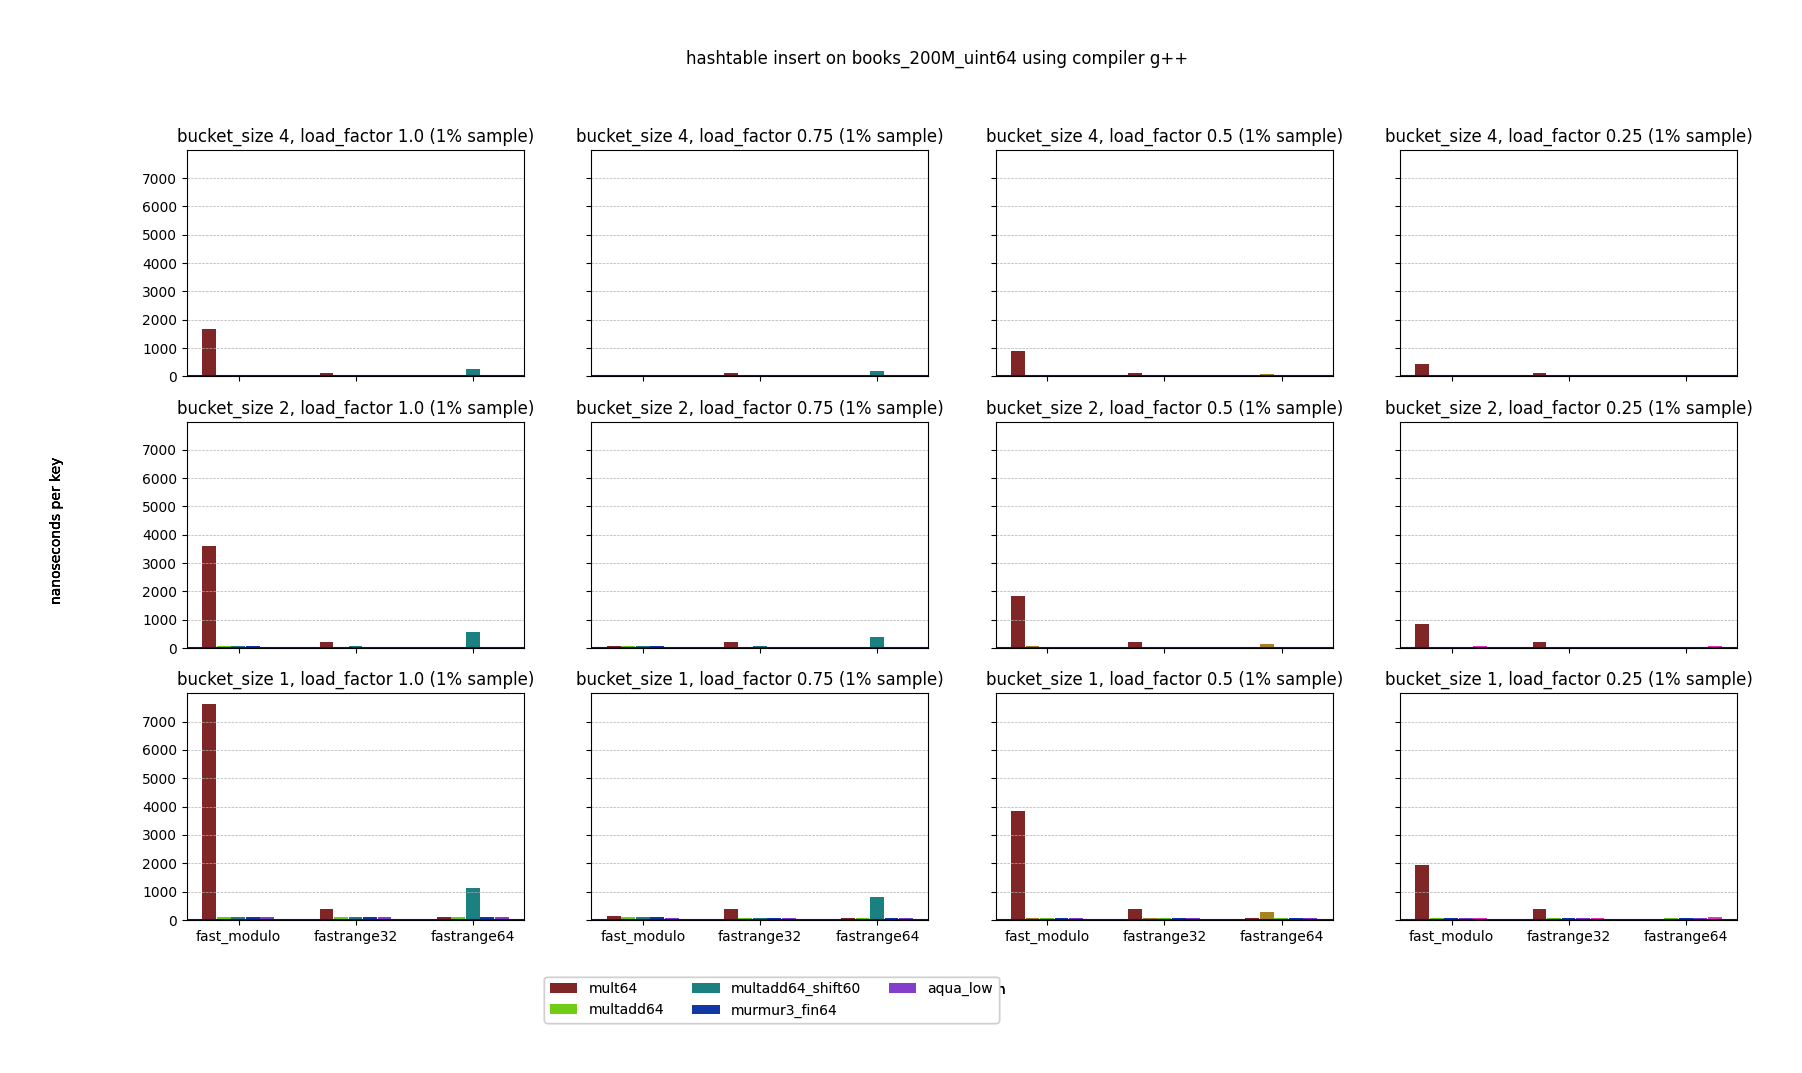 hashtable insert on books_200M_uint64 using compiler g++
bucket_size 4, load_factor 1.0 (1% sample)
bucket_size 4, load_factor 0.75 (1% sample)
bucket_size 4, load_factor 0.5 (1% sample)
bucket_size 4, load_factor 0.25 (1% sample)
7000
6000
5000
4000
3000
2000
1000
0
bucket_size 2, load_factor 1.0 (1% sample)
bucket_size 2, load_factor 0.75 (1% sample)
bucket_size 2, load_factor 0.5 (1% sample)
bucket_size 2, load_factor 0.25 (1% sample)
7000
6000
5000
4000
3000
2000
1000
0
nanoseconds per key
bucket_size 1, load_factor 1.0 (1% sample)
bucket_size 1, load_factor 0.75 (1% sample)
bucket_size 1, load_factor 0.5 (1% sample)
bucket_size 1, load_factor 0.25 (1% sample)
7000
6000
5000
4000
3000
2000
1000
0
fast_modulo fastrange32 fastrange64
fast_modulo fastrange32 fastrange64
fast_modulo fastrange32 fastrange64
fast_modulo fastrange32 fastrange64
mult64
multadd64
multadd64_shift60
murmur3_fin64
aqua_low